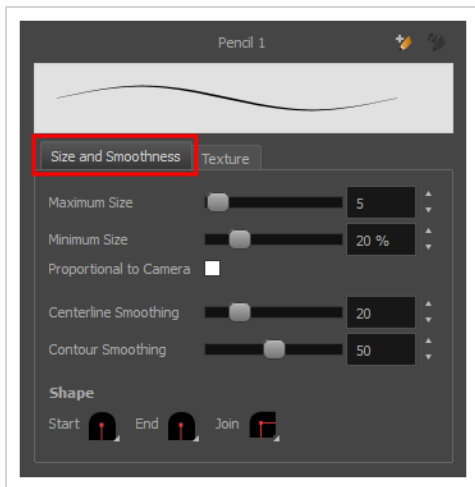 Pencil 1
Size and Smoothness Texture
Maximum Size 5
Minimum Size 20 %
Proportional to Camera
Centerline Smoothing 20
Contour Smoothing 50
Shape
Start End Join